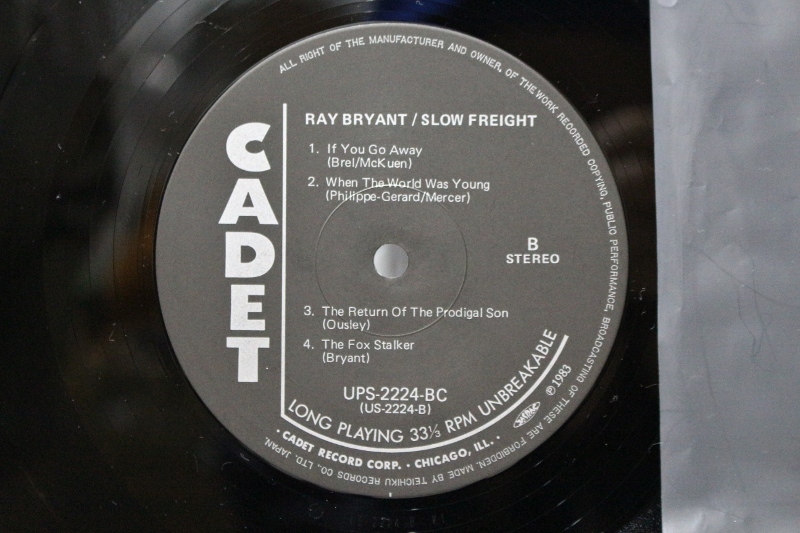 ALL RIGHT OF THE MANUFACTURER AND OWNER, OF THE WORK RECORDED COPYING, PUBLIC PERFORMANCE, BROADCASTING OF THESE ARE FORBIDDEN. MADE BY TEICHIKU RECORDS CO., LTD. JAPAN.
CADET
RAY BRYANT / SLOW FREIGHT
1. If You Go Away
(Brel/McKuen)
2. When The World Was Young
(Philippe-Gerard/Mercer)
B
STEREO
3. The Return Of The Prodigal Son
(Ousley)
4. The Fox Stalker
(Bryant)
UPS-2224-BC
(US-2224-B)
LONG PLAYING 33⅓ RPM UNBREAKABLE
℗1983
• CADET RECORD CORP. • CHICAGO, ILL. •